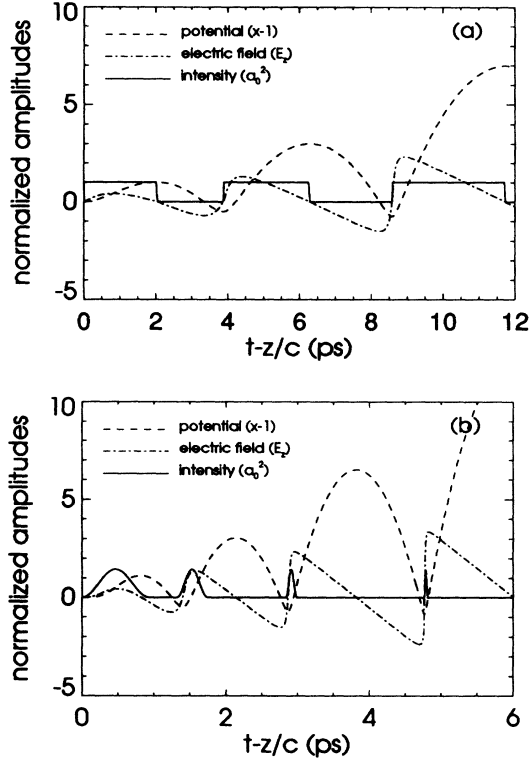 (a)
potential (x-1)
electric field (E_z)
intensity (a_0^2)
normalized amplitudes
10
5
0
-5
0 2 4 6 8 10 12
t-z/c (ps)
(b)
potential (x-1)
electric field (E_z)
intensity (a_0^2)
normalized amplitudes
10
5
0
-5
0 2 4 6
t-z/c (ps)